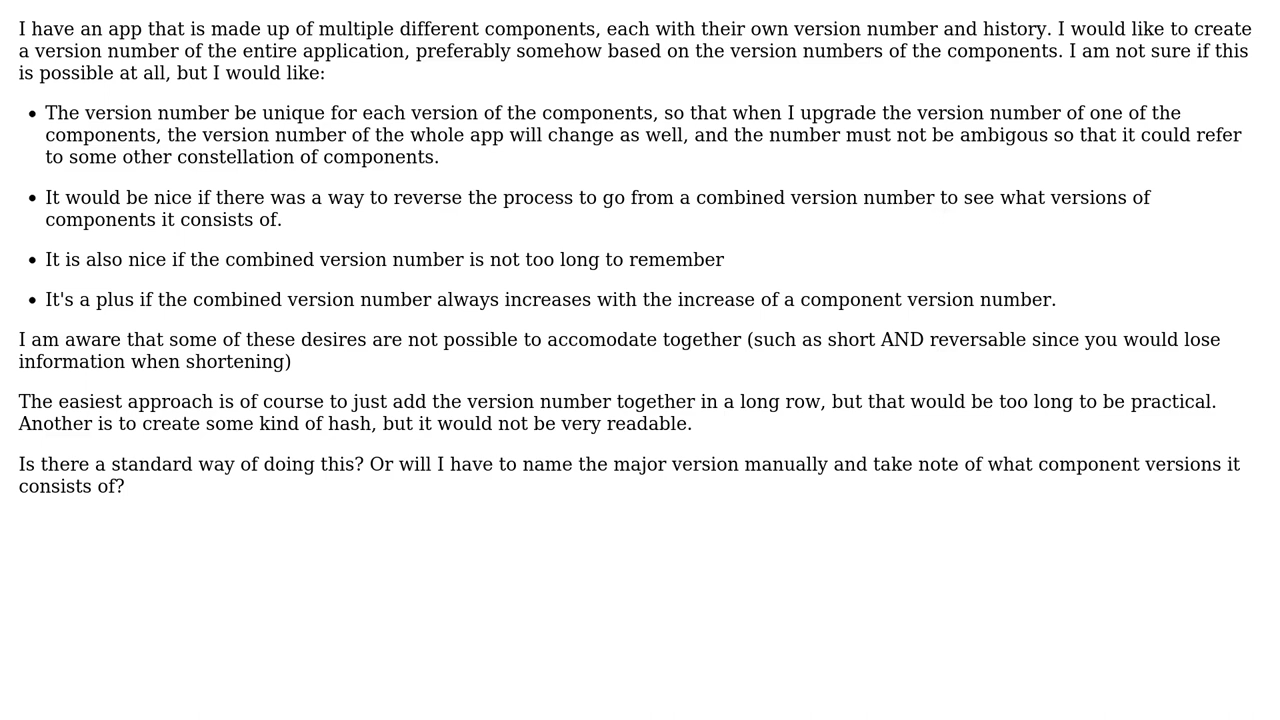 I have an app that is made up of multiple different components, each with their own version number and history. I would like to create
a version number of the entire application, preferably somehow based on the version numbers of the components. I am not sure if this
is possible at all, but I would like:
• The version number be unique for each version of the components, so that when I upgrade the version number of one of the
components, the version number of the whole app will change as well, and the number must not be ambigous so that it could refer
to some other constellation of components.
• It would be nice if there was a way to reverse the process to go from a combined version number to see what versions of
components it consists of.
• It is also nice if the combined version number is not too long to remember
• It's a plus if the combined version number always increases with the increase of a component version number.
I am aware that some of these desires are not possible to accomodate together (such as short AND reversable since you would lose
information when shortening)
The easiest approach is of course to just add the version number together in a long row, but that would be too long to be practical.
Another is to create some kind of hash, but it would not be very readable.
Is there a standard way of doing this? Or will I have to name the major version manually and take note of what component versions it
consists of?